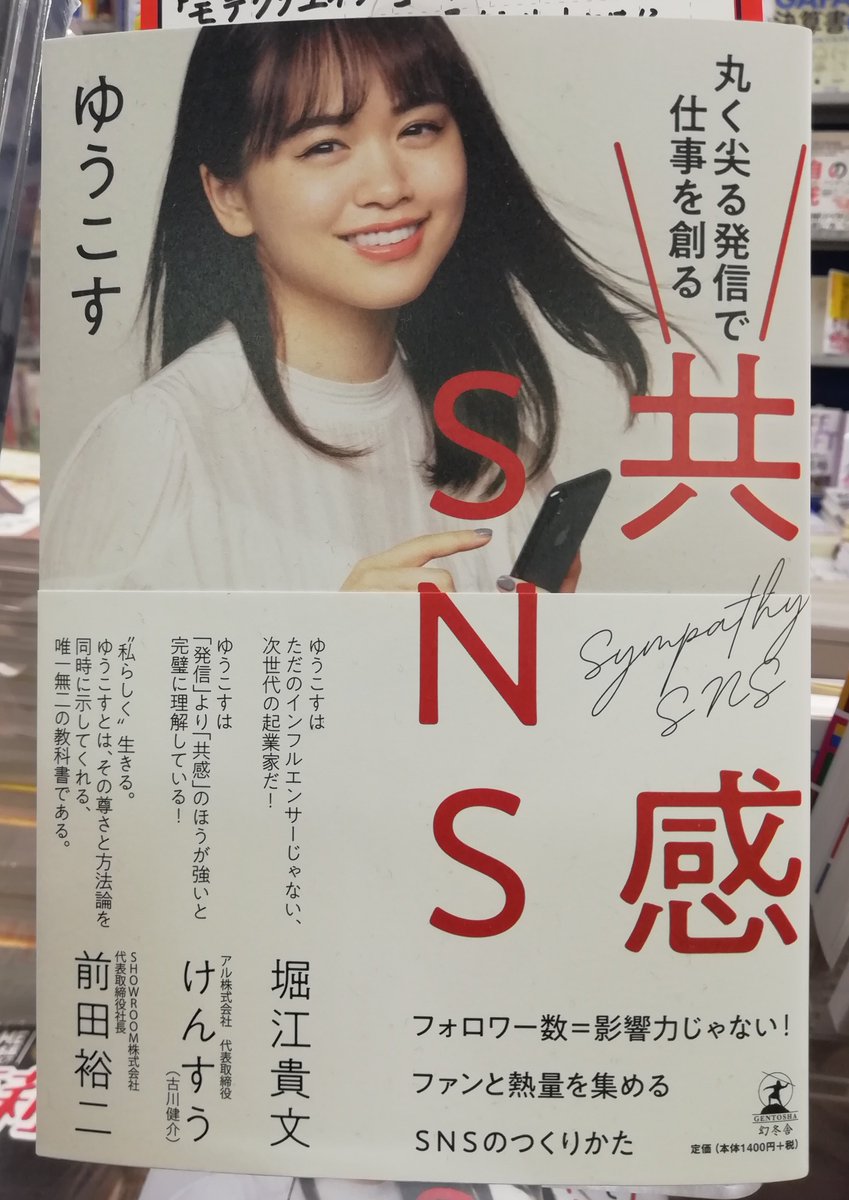 丸く尖る発信で
仕事を創る
共感
SNS
Sympathy
SNS
ゆうこす
ゆうこすは
ただのインフルエンサーじゃない、
次世代の起業家だ！
堀江貴文
ゆうこすは
「発信」より「共感」のほうが強いと
完璧に理解している！
アル株式会社 代表取締役
けんすう
（古川健介）
“私らしく”生きる。
ゆうこすとは、その尊さと方法論を
同時に示してくれる、
唯一無二の教科書である。
SHOWROOM株式会社
代表取締役社長
前田裕二
フォロワー数＝影響力じゃない！
ファンと熱量を集める
SNSのつくりかた
GENTOSHA
幻冬舎
定価（本体1400円＋税）